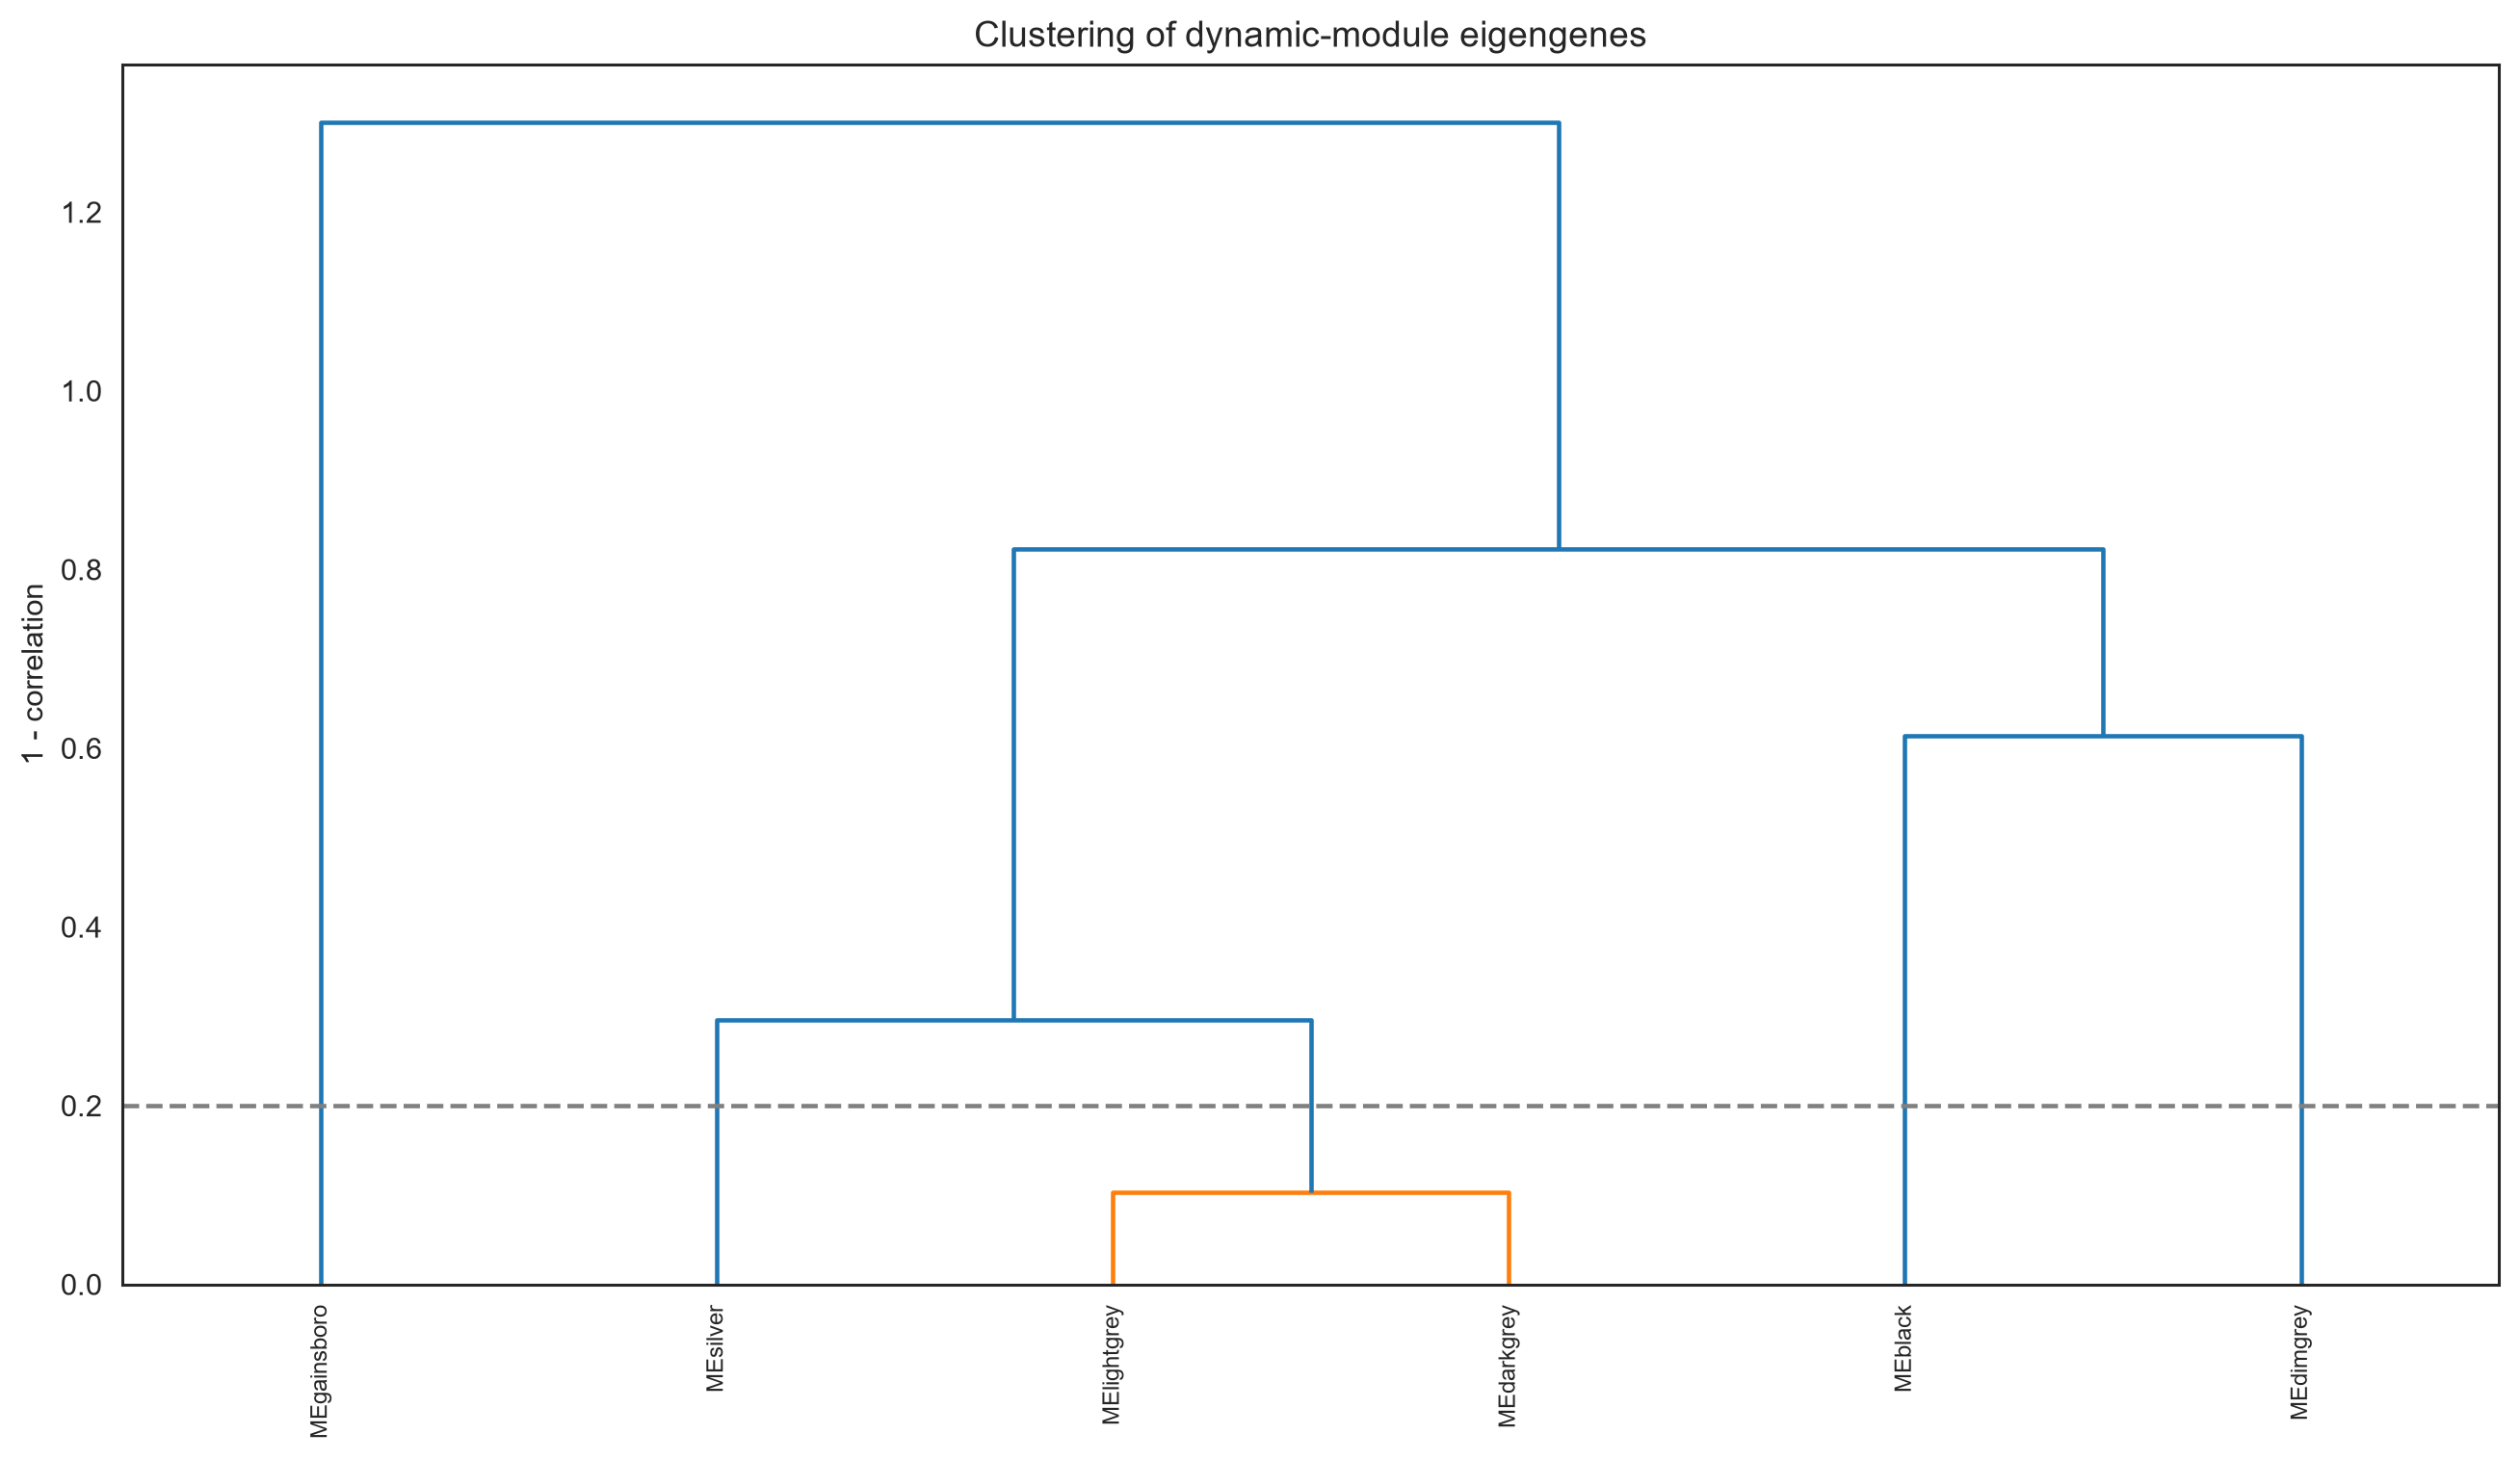 Clustering of dynamic-module eigengenes
1 - correlation
1.2
1.0
0.8
0.6
0.4
0.2
0.0
MEgainsboro
MEsilver
MElightgrey
MEdarkgrey
MEblack
MEdimgrey